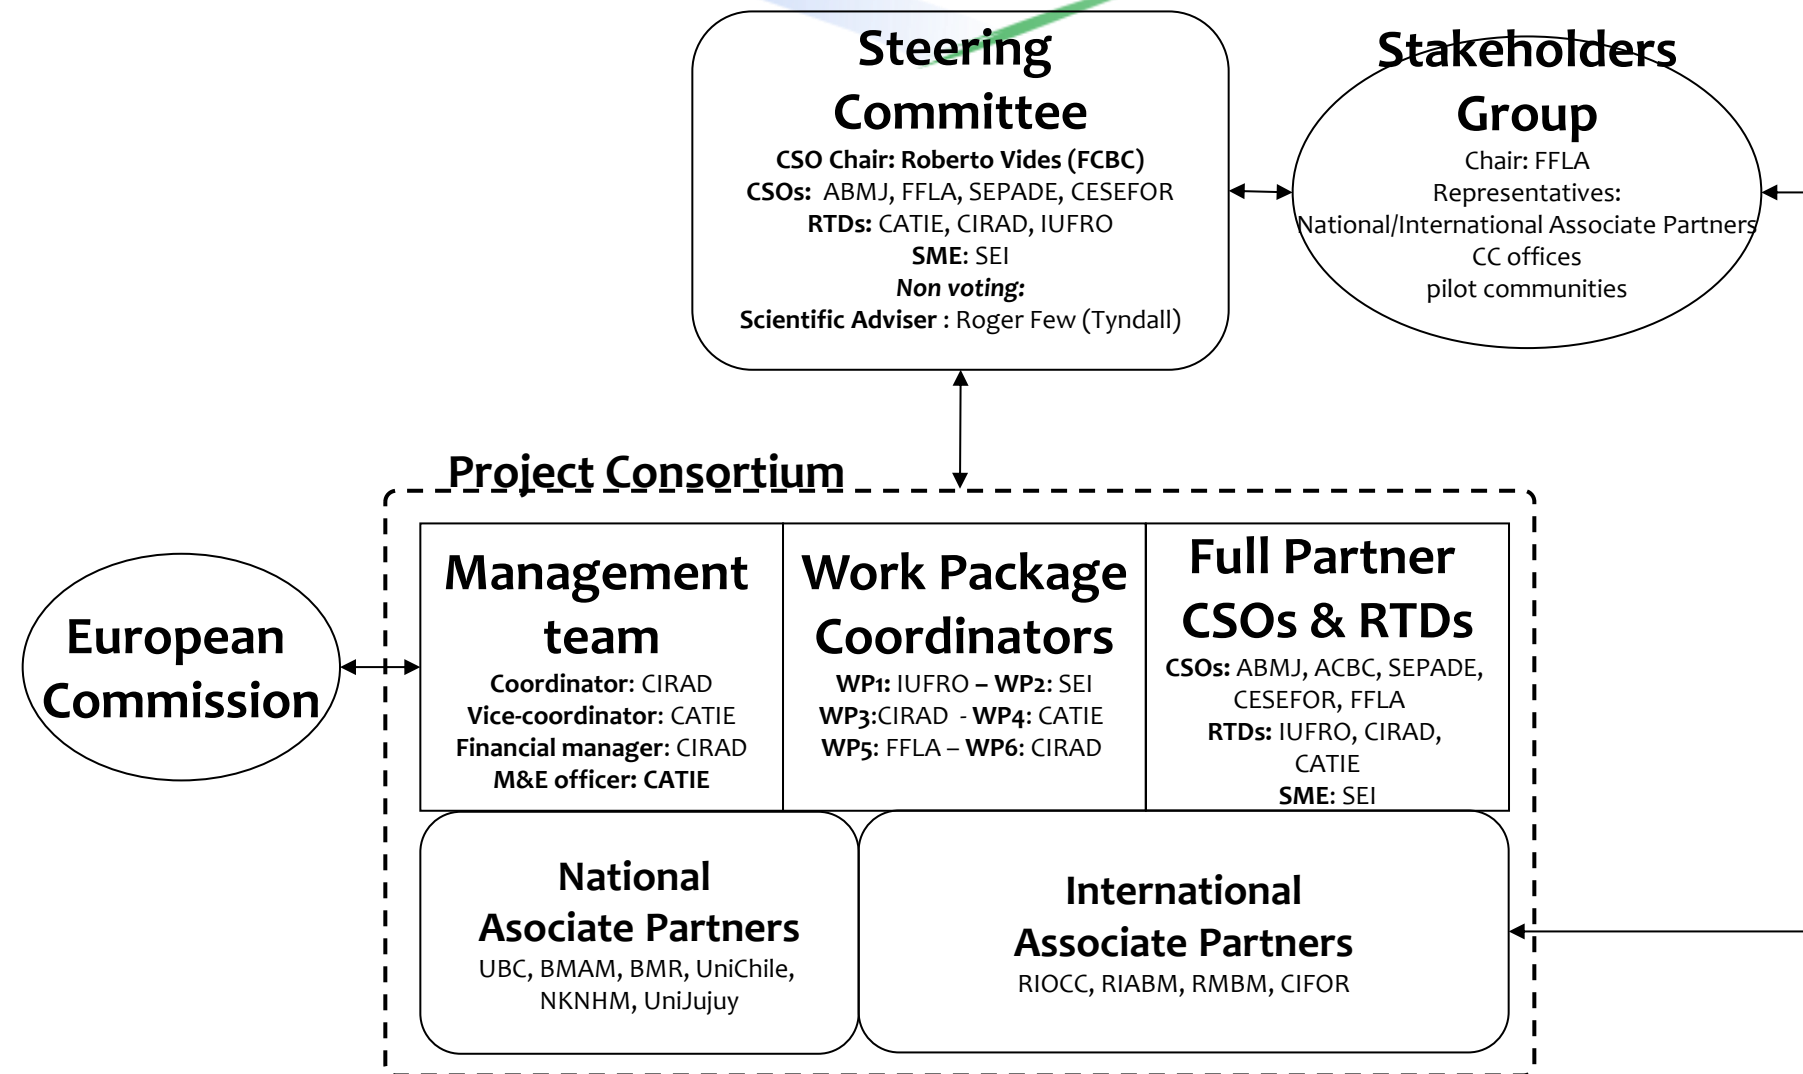 Steering
Committee
CSO Chair: Roberto Vides (FCBC)
CSOs: ABMJ, FFLA, SEPADE, CESEFOR
RTDs: CATIE, CIRAD, IUFRO
SME: SEI
Non voting:
Scientific Adviser : Roger Few (Tyndall)
Stakeholders
Group
Chair: FFLA
Representatives:
National/International Associate Partners
CC offices
pilot communities
Project Consortium
European
Commission
Management
team
Coordinator: CIRAD
Vice-coordinator: CATIE
Financial manager: CIRAD
M&E officer: CATIE
Work Package
Coordinators
WP1: IUFRO – WP2: SEI
WP3:CIRAD - WP4: CATIE
WP5: FFLA – WP6: CIRAD
Full Partner
CSOs & RTDs
CSOs: ABMJ, ACBC, SEPADE,
CESEFOR, FFLA
RTDs: IUFRO, CIRAD,
CATIE
SME: SEI
National
Asociate Partners
UBC, BMAM, BMR, UniChile,
NKNHM, UniJujuy
International
Associate Partners
RIOCC, RIABM, RMBM, CIFOR